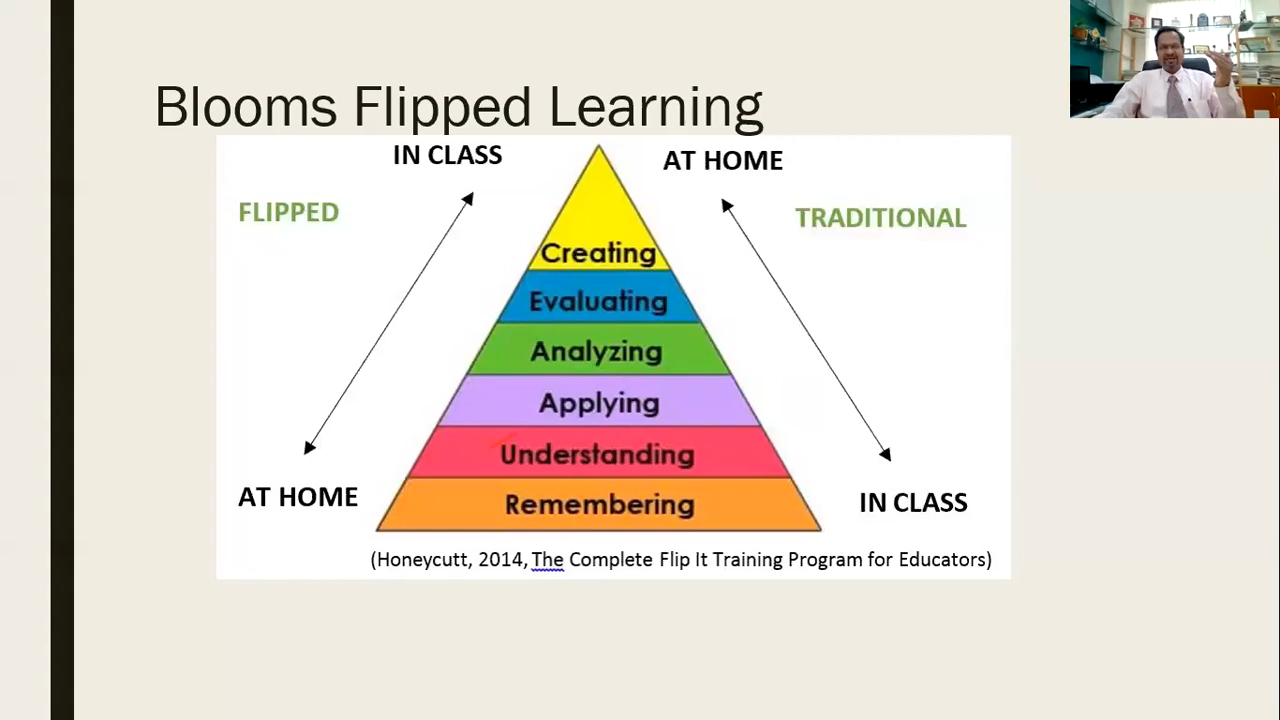 Blooms Flipped Learning
IN CLASS
AT HOME
FLIPPED
TRADITIONAL
Creating
Evaluating
Analyzing
Applying
Understanding
Remembering
AT HOME
IN CLASS
(Honeycutt, 2014, The Complete Flip It Training Program for Educators)